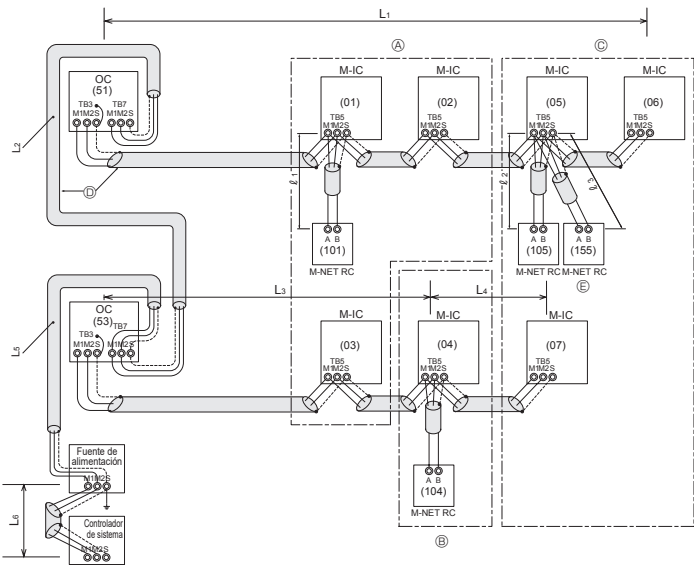 L1
Ⓐ
Ⓒ
M-IC
M-IC
M-IC
M-IC
OC
(51)
TB3
TB7
M1M2S
M1M2S
(01)
TB5
M1M2S
(02)
TB5
M1M2S
(05)
TB5
M1M2S
(06)
TB5
M1M2S
L2
Ⓓ
ℓ1
ℓ2
ℓ3
A B
(101)
M-NET RC
A B
(105)
M-NET RC
A B
(155)
M-NET RC
Ⓔ
L3
L4
L5
OC
(53)
TB3
TB7
M1M2S
M1M2S
M-IC
(03)
TB5
M1M2S
M-IC
(04)
TB5
M1M2S
M-IC
(07)
TB5
M1M2S
A B
(104)
M-NET RC
Ⓑ
Fuente de
alimentación
M1M2S
L6
Controlador
de sistema
M1M2S